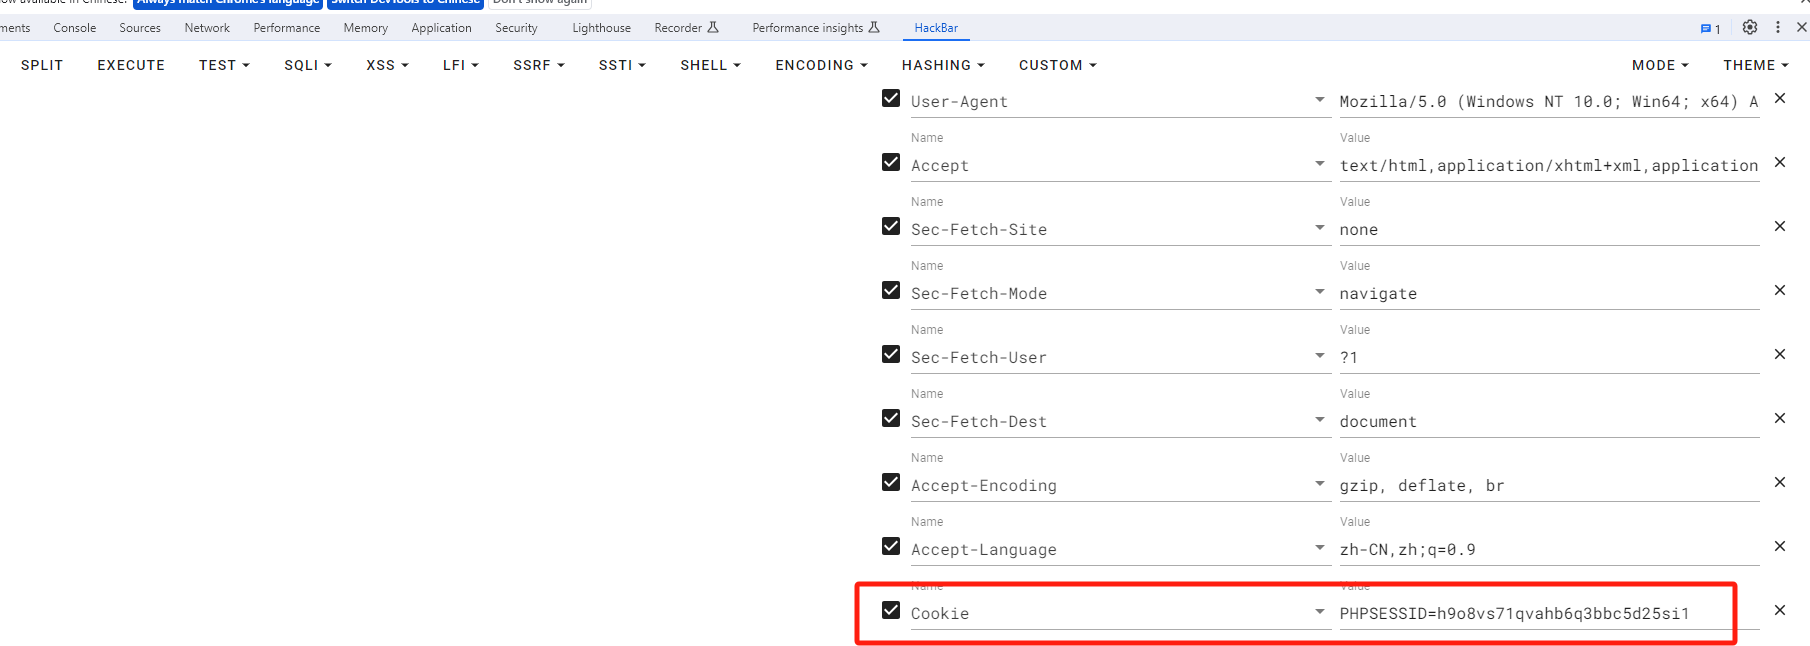 now available in Chinese. Always match Chrome's language Switch DevTools to Chinese Don't show again
ments Console Sources Network Performance Memory Application Security Lighthouse Recorder Performance insights HackBar 1
SPLIT EXECUTE TEST SQLI XSS LFI SSRF SSTI SHELL ENCODING HASHING CUSTOM MODE THEME
User-Agent Mozilla/5.0 (Windows NT 10.0; Win64; x64) A
Name Value
Accept text/html,application/xhtml+xml,application
Name Value
Sec-Fetch-Site none
Name Value
Sec-Fetch-Mode navigate
Name Value
Sec-Fetch-User ?1
Name Value
Sec-Fetch-Dest document
Name Value
Accept-Encoding gzip, deflate, br
Name Value
Accept-Language zh-CN,zh;q=0.9
Name Value
Cookie PHPSESSID=h9o8vs71qvahb6q3bbc5d25si1